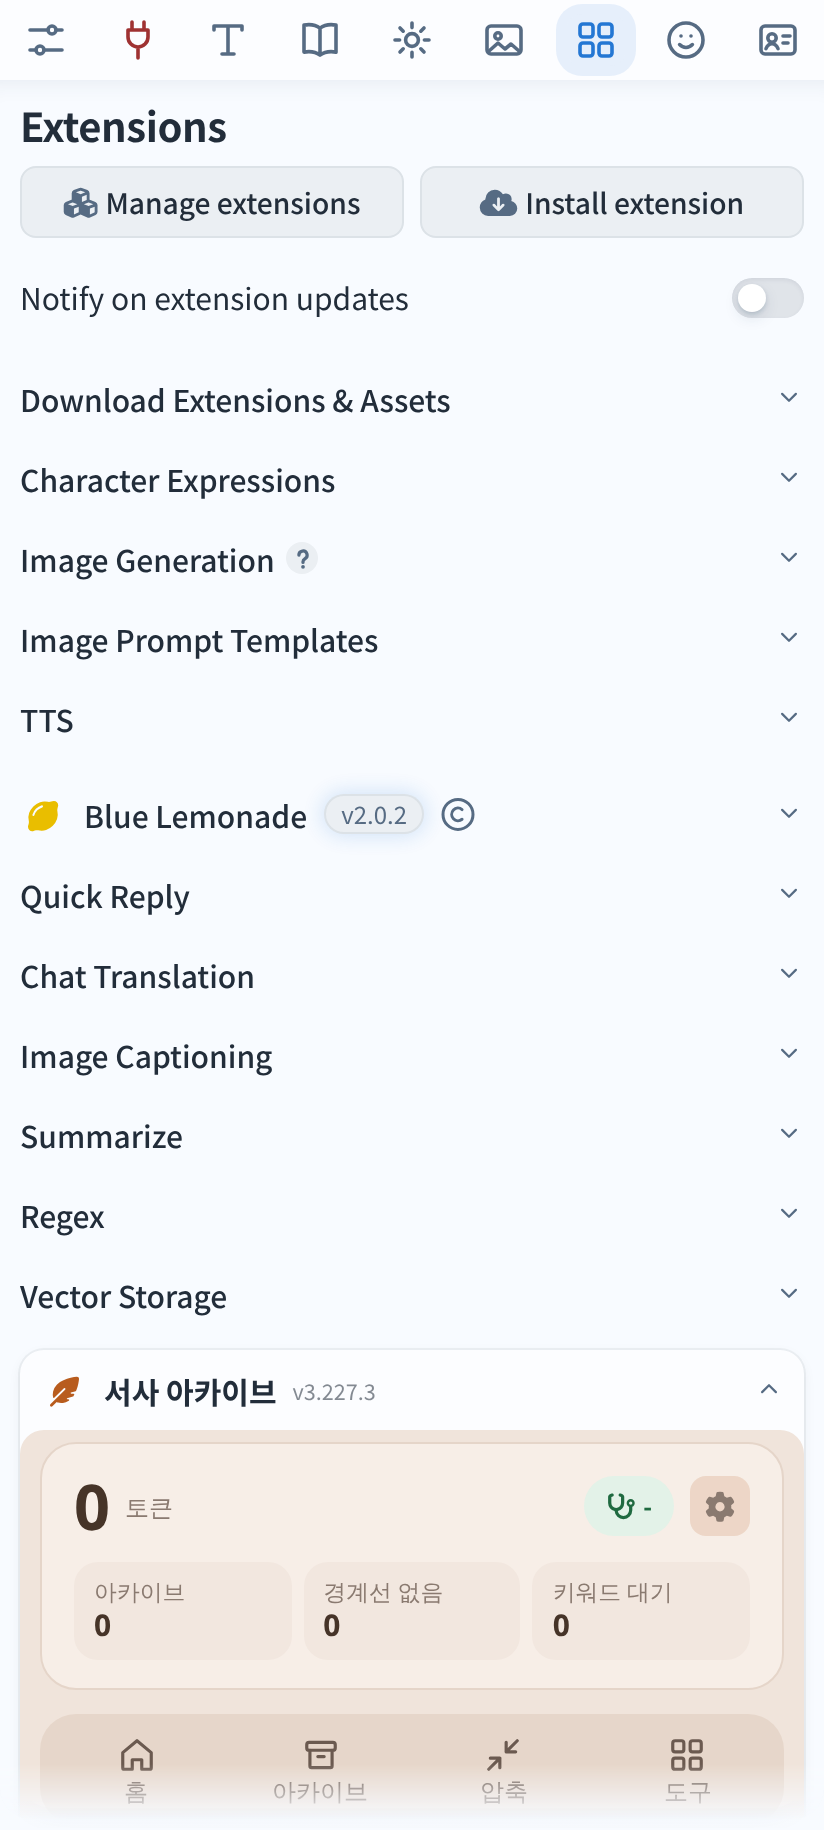 Extensions
Manage extensions
Install extension
Notify on extension updates
Download Extensions & Assets
Character Expressions
Image Generation ?
Image Prompt Templates
TTS
Blue Lemonade v2.0.2 ©
Quick Reply
Chat Translation
Image Captioning
Summarize
Regex
Vector Storage
서사 아카이브 v3.227.3
0 토큰 -
아카이브
0
경계선 없음
0
키워드 대기
0
홈
아카이브
압축
도구